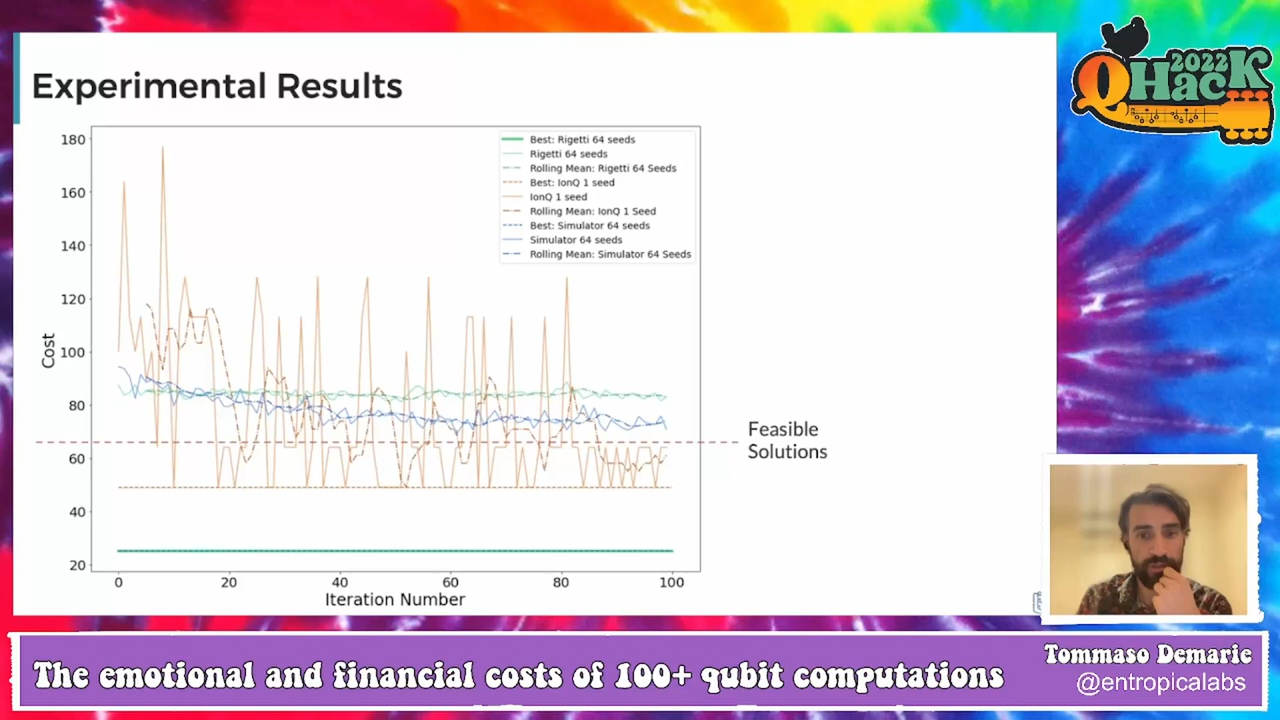 Experimental Results
2022
QHacK
180
160
140
120
100
80
60
40
20
Cost
0
20
40
60
80
100
Iteration Number
Best: Rigetti 64 seeds
Rigetti 64 seeds
Rolling Mean: Rigetti 64 Seeds
Best: IonQ 1 seed
IonQ 1 seed
Rolling Mean: IonQ 1 Seed
Best: Simulator 64 seeds
Simulator 64 seeds
Rolling Mean: Simulator 64 Seeds
Feasible
Solutions
The emotional and financial costs of 100+ qubit computations
Tommaso Demarie
@entropicalabs